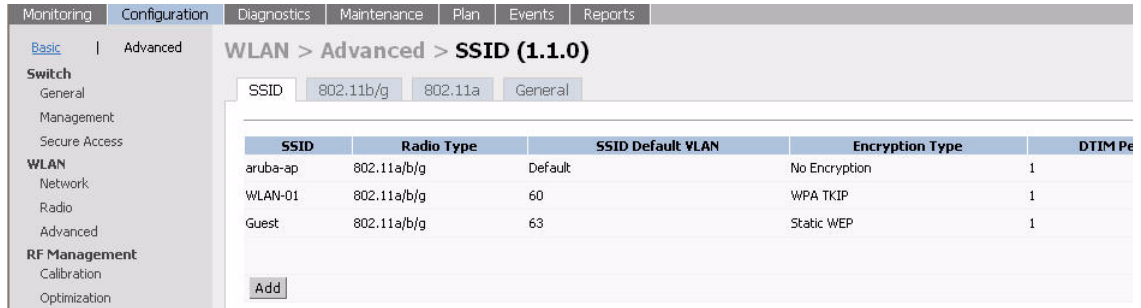 Monitoring Configuration Diagnostics Maintenance Plan Events Reports
Basic | Advanced
WLAN > Advanced > SSID (1.1.0)
Switch
General
Management
Secure Access
WLAN
Network
Radio
Advanced
RF Management
Calibration
Optimization
SSID 802.11b/g 802.11a General
SSID Radio Type SSID Default VLAN Encryption Type DTIM Pe
aruba-ap 802.11a/b/g Default No Encryption 1
WLAN-01 802.11a/b/g 60 WPA TKIP 1
Guest 802.11a/b/g 63 Static WEP 1
Add